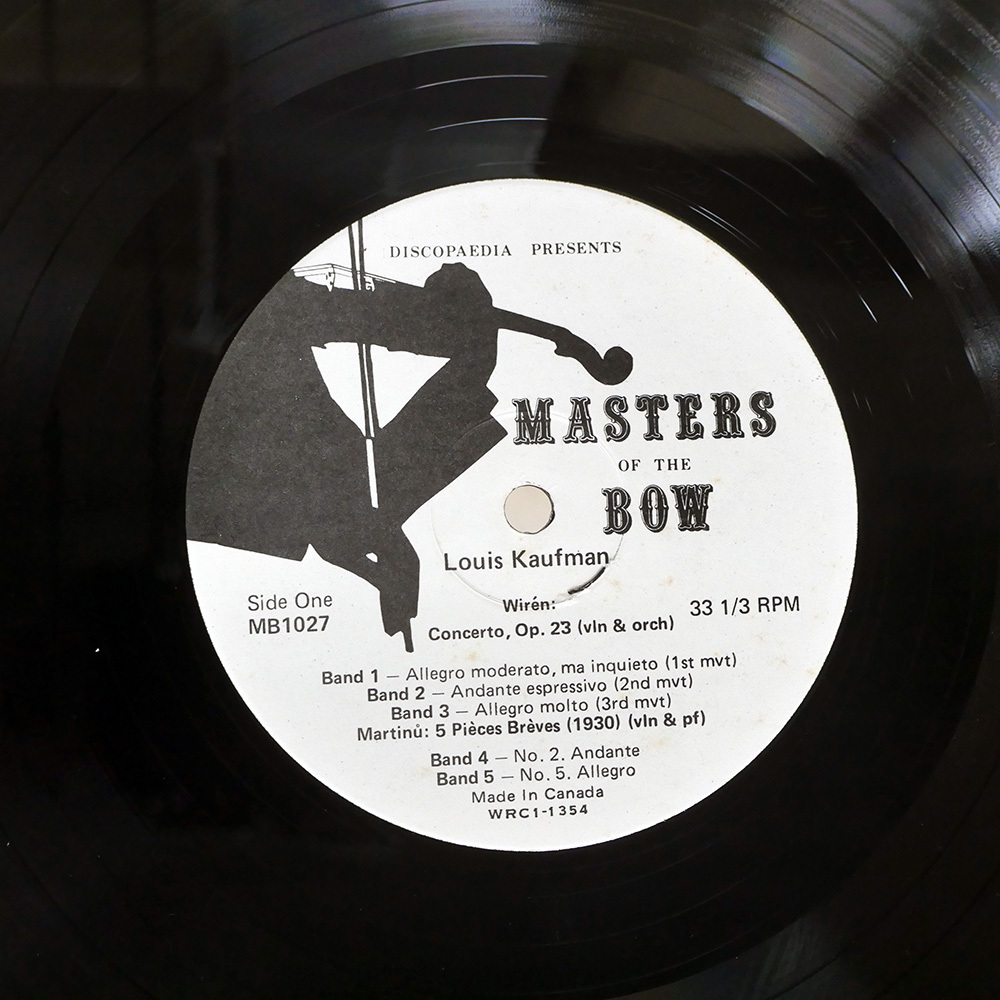 DISCOPAEDIA PRESENTS
MASTERS
OF THE
BOW
Louis Kaufman
Side One
MB1027
33 1/3 RPM
Wirén:
Concerto, Op. 23 (vln & orch)
Band 1 — Allegro moderato, ma inquieto (1st mvt)
Band 2 — Andante espressivo (2nd mvt)
Band 3 — Allegro molto (3rd mvt)
Martinů: 5 Pièces Brèves (1930) (vln & pf)
Band 4 — No. 2. Andante
Band 5 — No. 5. Allegro
Made In Canada
WRC1-1354